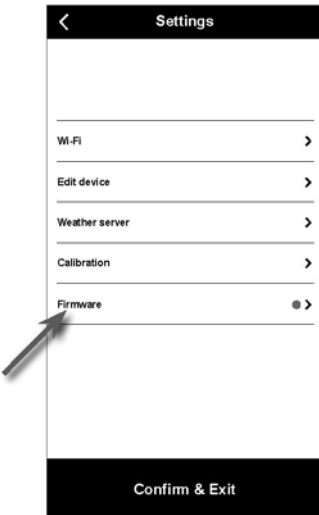 Settings
Wi-Fi
Edit device
Weather server
Calibration
Firmware
Confirm & Exit